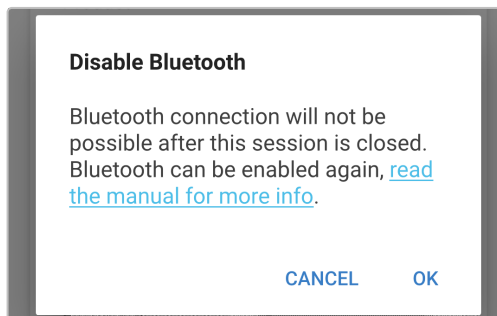 Disable Bluetooth
Bluetooth connection will not be
possible after this session is closed.
Bluetooth can be enabled again, read
the manual for more info.
CANCEL OK